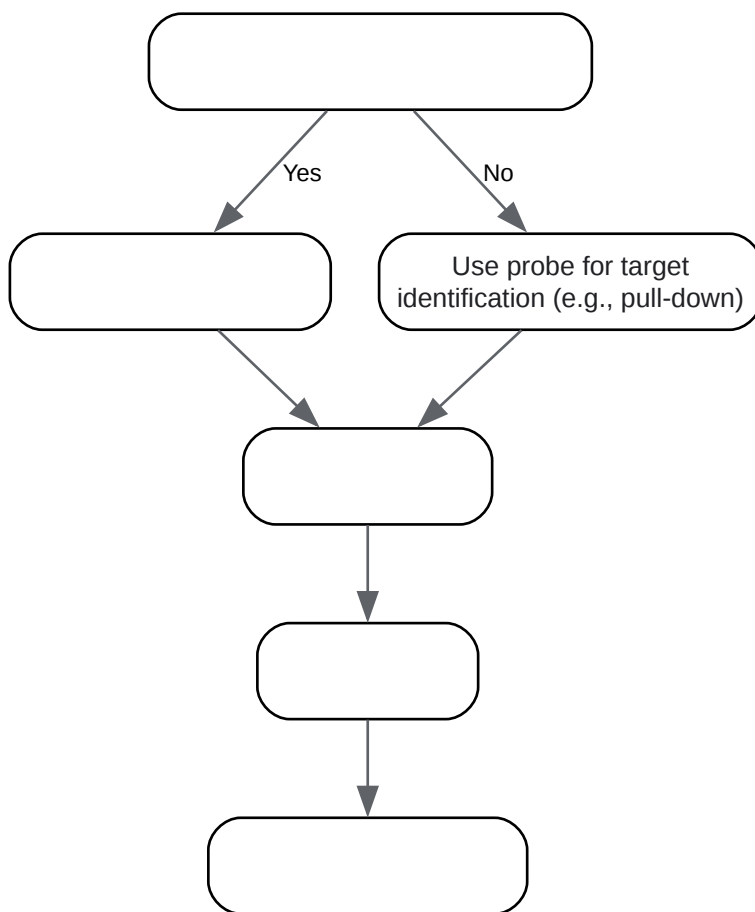 Yes
No
Use probe for target
identification (e.g., pull-down)